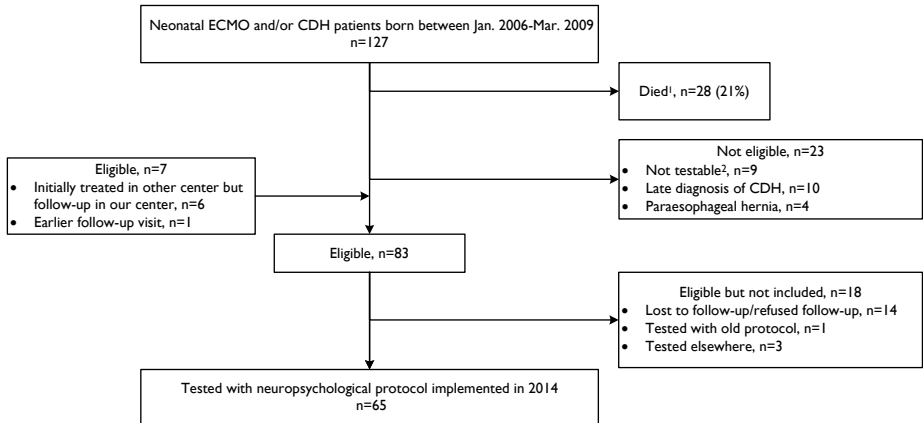 Neonatal ECMO and/or CDH patients born between Jan. 2006-Mar. 2009
n=127
Died¹, n=28 (21%)
Not eligible, n=23
• Not testable², n=9
• Late diagnosis of CDH, n=10
• Paraesophageal hernia, n=4
Eligible, n=7
• Initially treated in other center but
follow-up in our center, n=6
• Earlier follow-up visit, n=1
Eligible, n=83
Eligible but not included, n=18
• Lost to follow-up/refused follow-up, n=14
• Tested with old protocol, n=1
• Tested elsewhere, n=3
Tested with neuropsychological protocol implemented in 2014
n=65